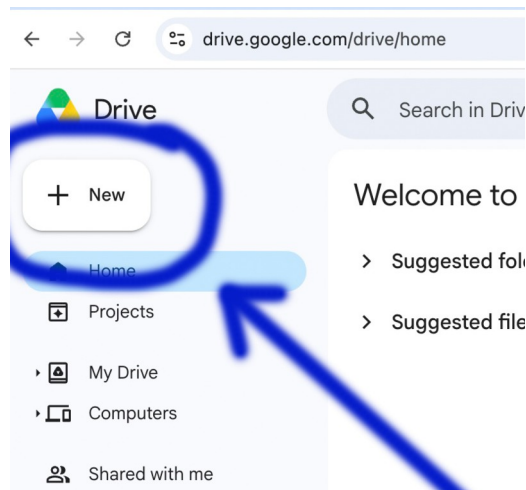 drive.google.com/drive/home
Drive
Search in Driv
New
Welcome to
Home
Suggested fol
Projects
Suggested file
My Drive
Computers
Shared with me